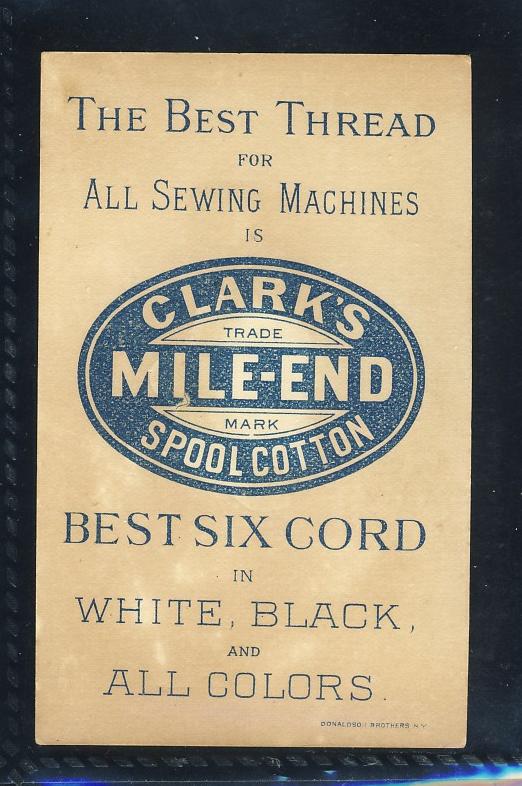 THE BEST THREAD
FOR
ALL SEWING MACHINES
IS
CLARK'S
TRADE
MILE-END
MARK
SPOOL COTTON
BEST SIX CORD
IN
WHITE, BLACK,
AND
ALL COLORS.
DONALDSON BROTHERS N.Y.